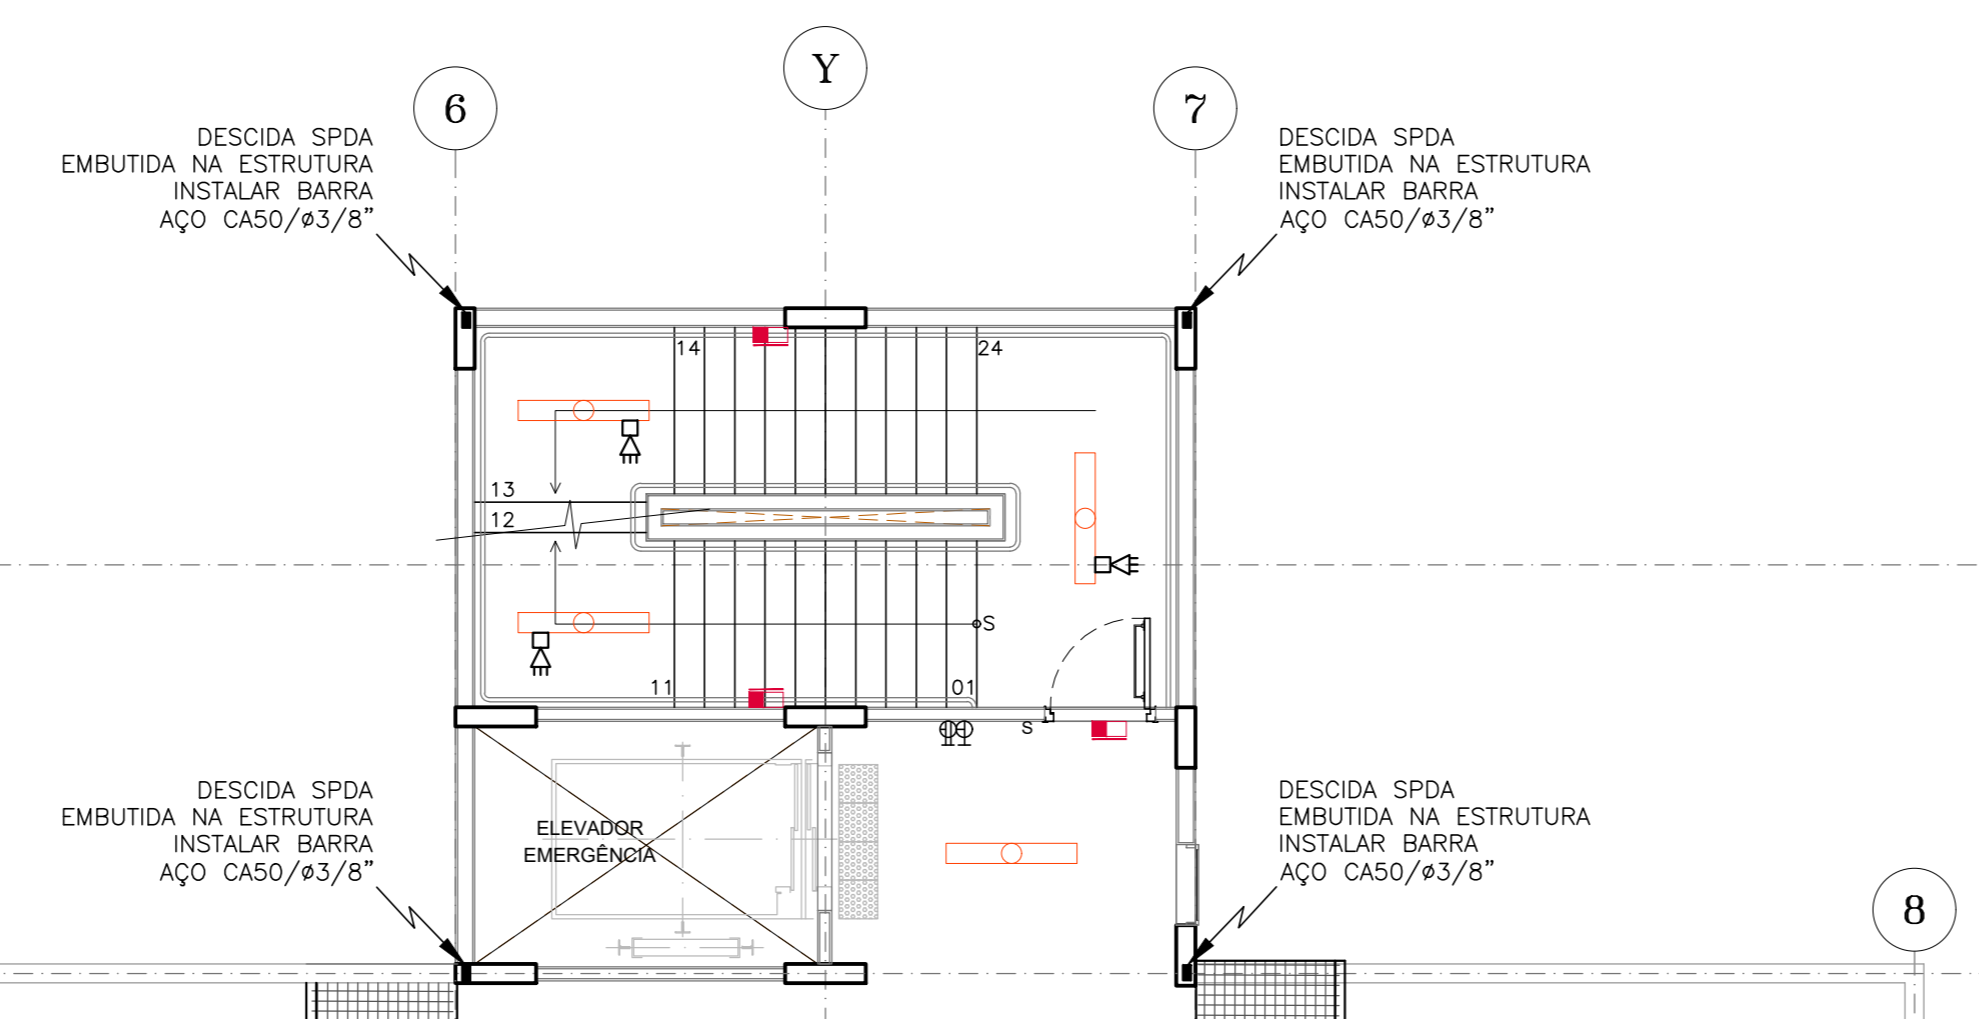 Y
6
7
DESCIDA SPDA
EMBUTIDA NA ESTRUTURA
INSTALAR BARRA
AÇO CA50/ø3/8”
DESCIDA SPDA
EMBUTIDA NA ESTRUTURA
INSTALAR BARRA
AÇO CA50/ø3/8”
14
24
13
12
S
11
01
s
DESCIDA SPDA
EMBUTIDA NA ESTRUTURA
INSTALAR BARRA
AÇO CA50/ø3/8”
ELEVADOR
EMERGÊNCIA
DESCIDA SPDA
EMBUTIDA NA ESTRUTURA
INSTALAR BARRA
AÇO CA50/ø3/8”
8